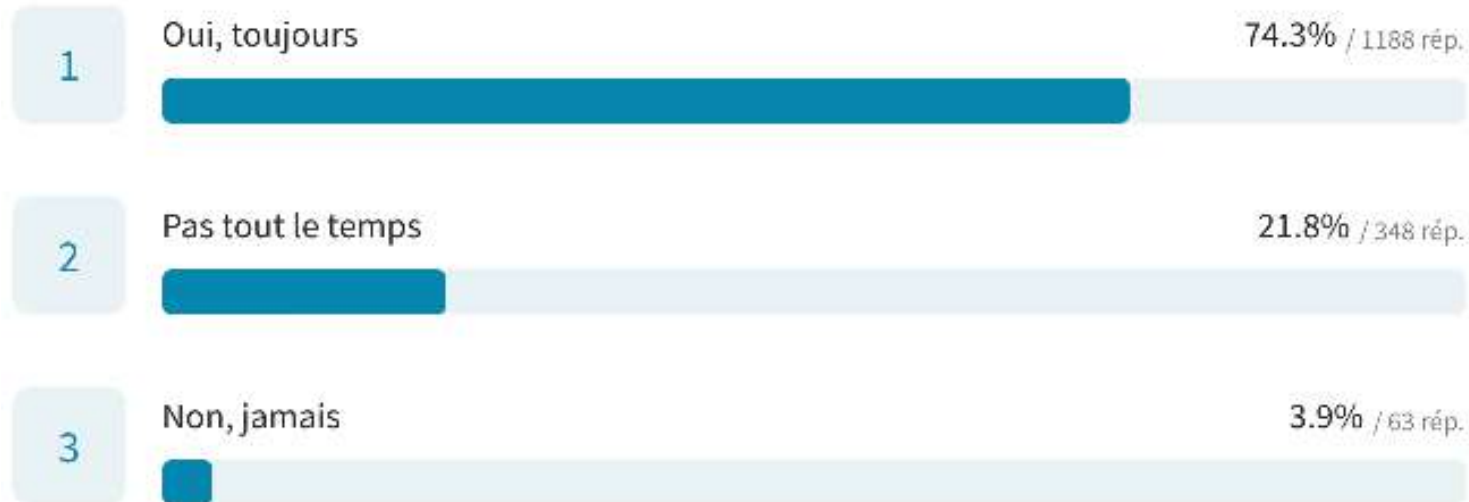 1
Oui, toujours
74.3% / 1188 rép.
2
Pas tout le temps
21.8% / 348 rép.
3
Non, jamais
3.9% / 63 rép.